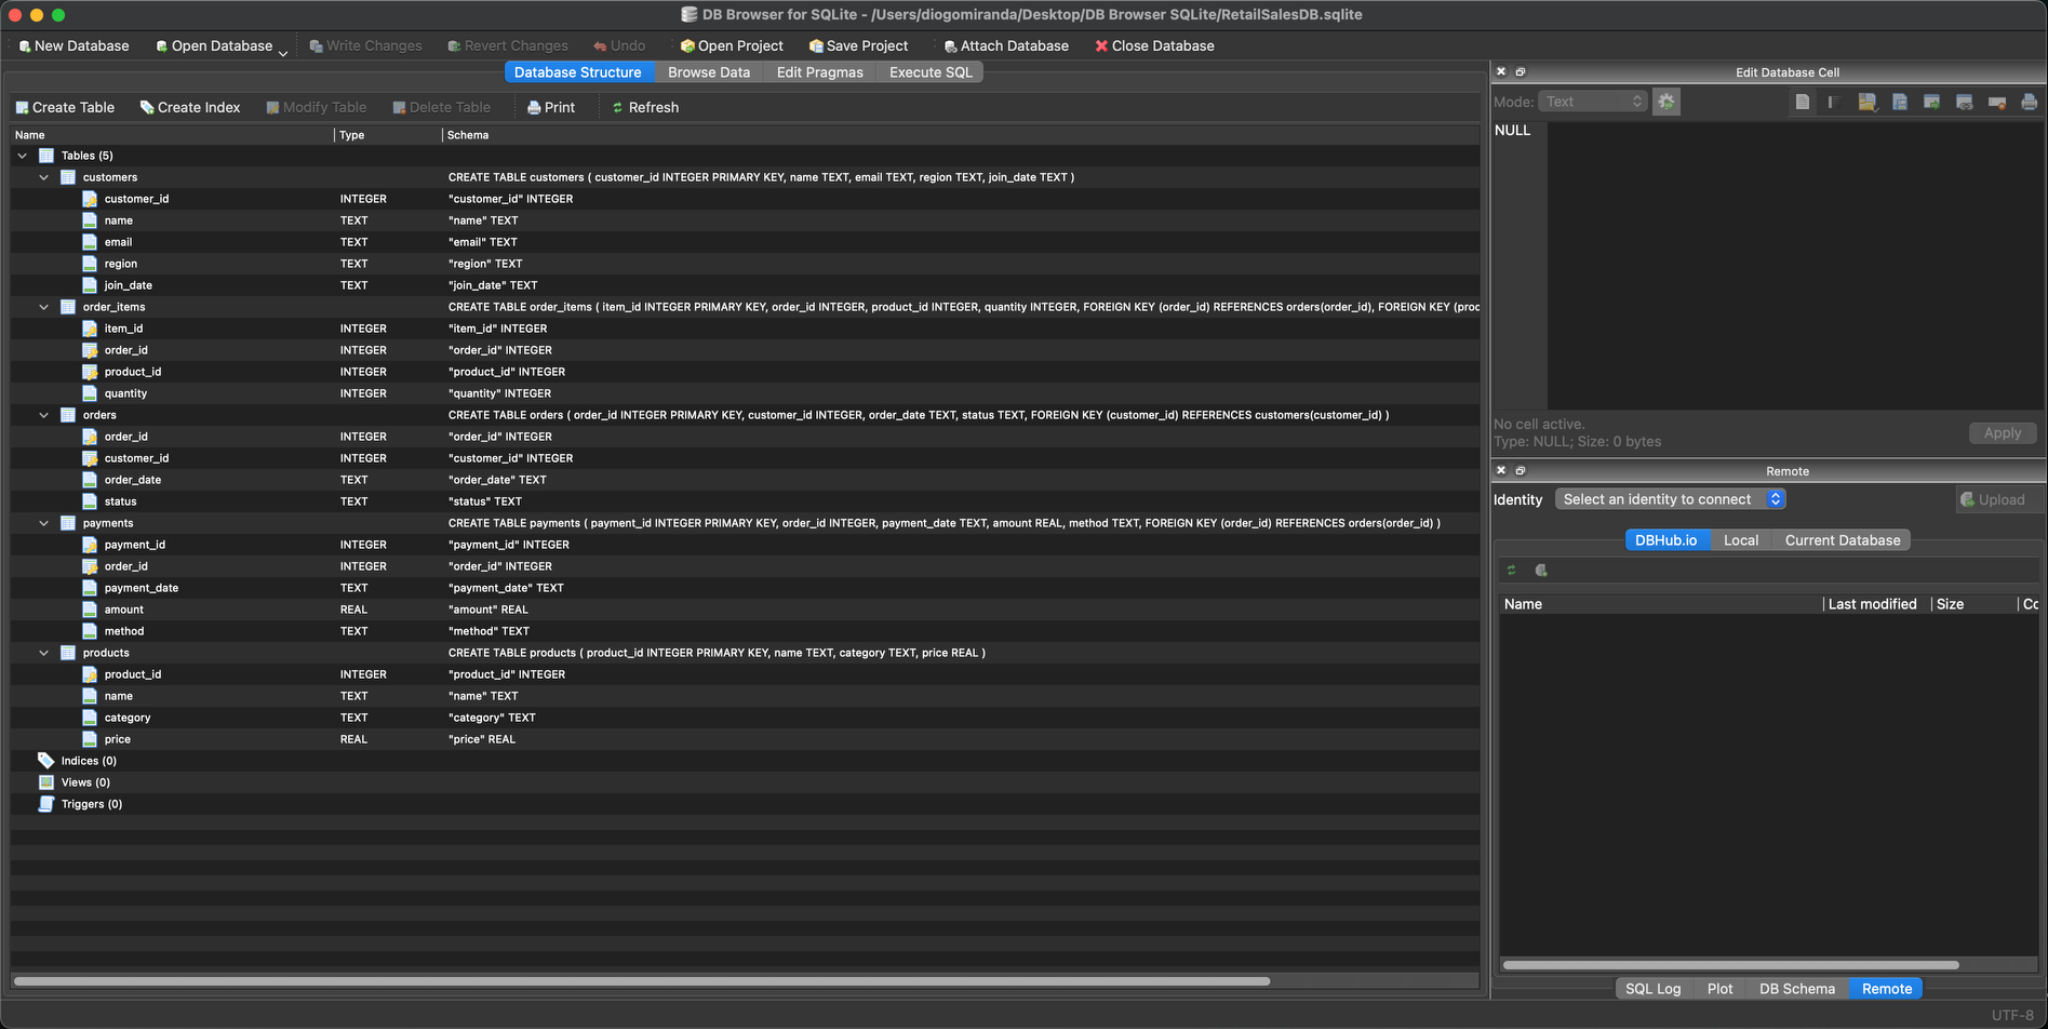 DB Browser for SQLite - /Users/diogomiranda/Desktop/DB Browser SQLite/RetailSalesDB.sqlite
New Database Open Database Write Changes Revert Changes Undo Open Project Save Project Attach Database Close Database
Database Structure Browse Data Edit Pragmas Execute SQL
Create Table Create Index Modify Table Delete Table Print Refresh
Name Type Schema
Tables (5)
customers CREATE TABLE customers ( customer_id INTEGER PRIMARY KEY, name TEXT, email TEXT, region TEXT, join_date TEXT )
customer_id INTEGER "customer_id" INTEGER
name TEXT "name" TEXT
email TEXT "email" TEXT
region TEXT "region" TEXT
join_date TEXT "join_date" TEXT
order_items CREATE TABLE order_items ( item_id INTEGER PRIMARY KEY, order_id INTEGER, product_id INTEGER, quantity INTEGER, FOREIGN KEY (order_id) REFERENCES orders(order_id), FOREIGN KEY (proc
item_id INTEGER "item_id" INTEGER
order_id INTEGER "order_id" INTEGER
product_id INTEGER "product_id" INTEGER
quantity INTEGER "quantity" INTEGER
orders CREATE TABLE orders ( order_id INTEGER PRIMARY KEY, customer_id INTEGER, order_date TEXT, status TEXT, FOREIGN KEY (customer_id) REFERENCES customers(customer_id) )
order_id INTEGER "order_id" INTEGER
customer_id INTEGER "customer_id" INTEGER
order_date TEXT "order_date" TEXT
status TEXT "status" TEXT
payments CREATE TABLE payments ( payment_id INTEGER PRIMARY KEY, order_id INTEGER, payment_date TEXT, amount REAL, method TEXT, FOREIGN KEY (order_id) REFERENCES orders(order_id) )
payment_id INTEGER "payment_id" INTEGER
order_id INTEGER "order_id" INTEGER
payment_date TEXT "payment_date" TEXT
amount REAL "amount" REAL
method TEXT "method" TEXT
products CREATE TABLE products ( product_id INTEGER PRIMARY KEY, name TEXT, category TEXT, price REAL )
product_id INTEGER "product_id" INTEGER
name TEXT "name" TEXT
category TEXT "category" TEXT
price REAL "price" REAL
Indices (0)
Views (0)
Triggers (0)
Edit Database Cell
Mode: Text
NULL
No cell active.
Type: NULL; Size: 0 bytes
Apply
Remote
Identity Select an identity to connect Upload
DBHub.io Local Current Database
Name Last modified Size Co
SQL Log Plot DB Schema Remote
UTF-8